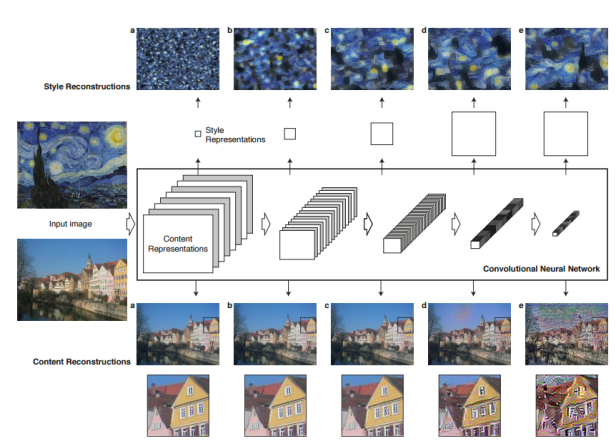 a b c d e
Style Reconstructions
Style
Representations
Input image
Content
Representations
Convolutional Neural Network
a b c d e
Content Reconstructions